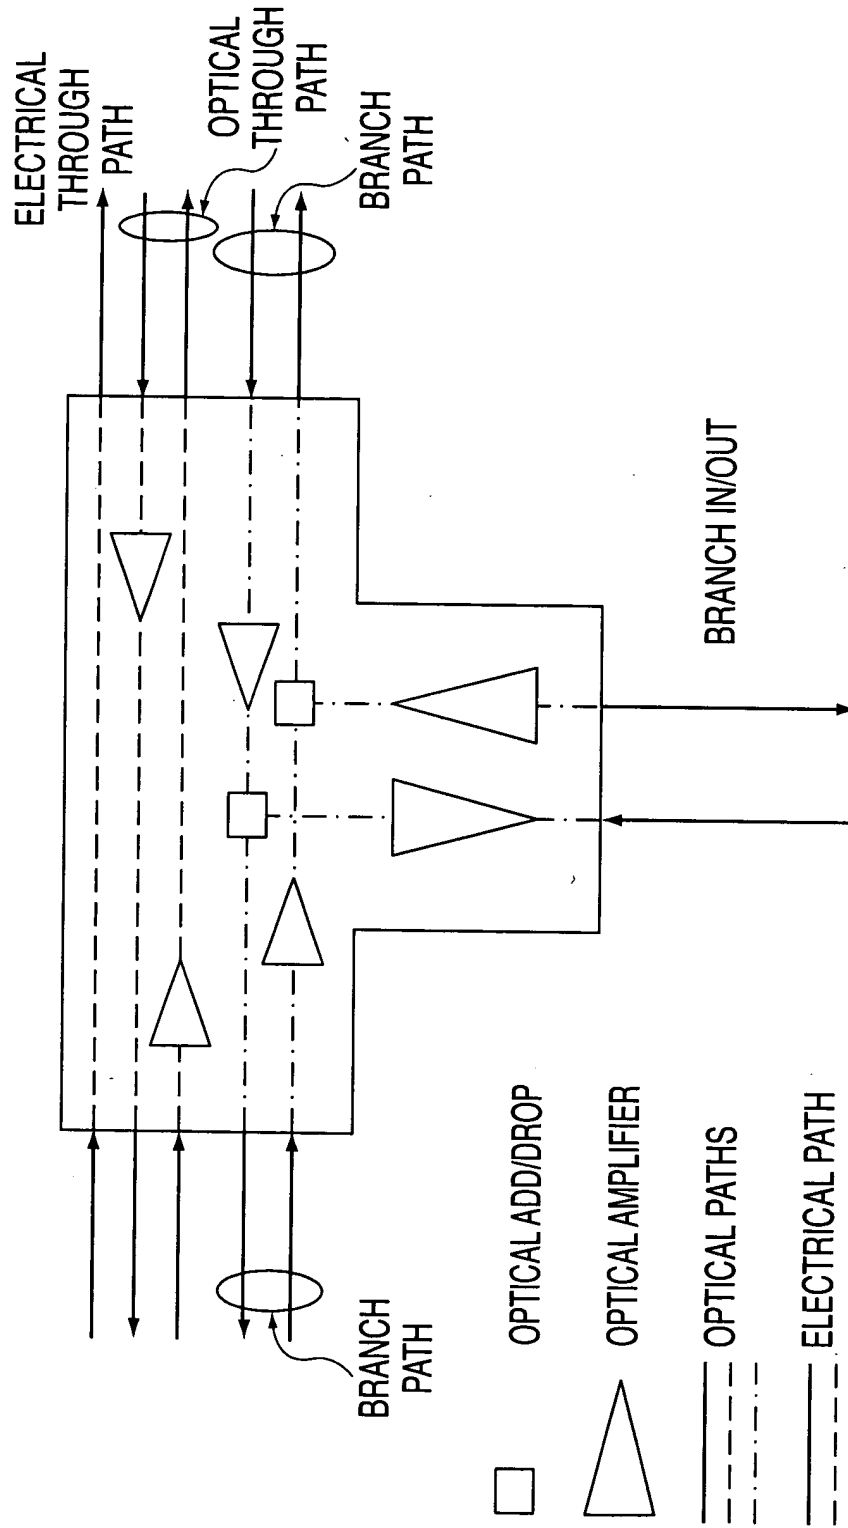 ELECTRICAL
THROUGH
PATH
OPTICAL
THROUGH
PATH
BRANCH
PATH
BRANCH IN/OUT
BRANCH
PATH
OPTICAL ADD/DROP
OPTICAL AMPLIFIER
OPTICAL PATHS
ELECTRICAL PATH